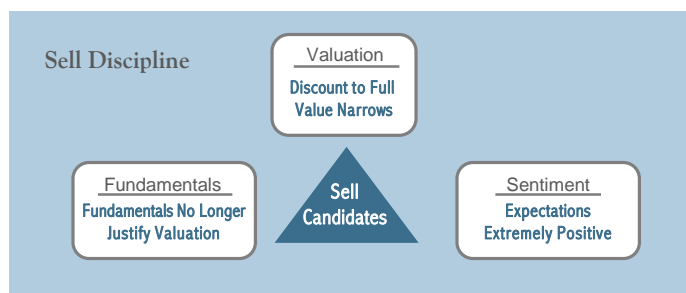 Sell Discipline
Valuation
Discount to Full
Value Narrows
Fundamentals
Fundamentals No Longer
Justify Valuation
Sell
Candidates
Sentiment
Expectations
Extremely Positive